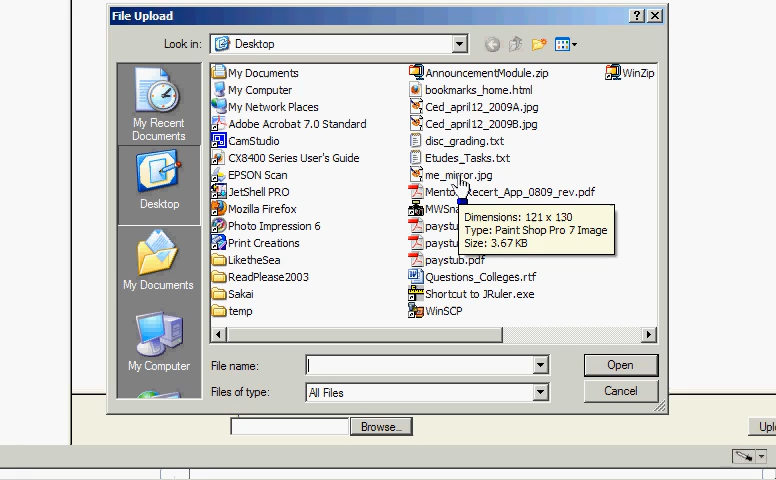 File Upload
Look in:
Desktop
My Recent
Documents
Desktop
My Documents
My Computer
My Documents
My Computer
My Network Places
Adobe Acrobat 7.0 Standard
CamStudio
CX8400 Series User's Guide
EPSON Scan
JetShell PRO
Mozilla Firefox
Photo Impression 6
Print Creations
LiketheSea
ReadPlease2003
Sakai
temp
AnnouncementModule.zip
bookmarks_home.html
Ced_april12_2009A.jpg
Ced_april12_2009B.jpg
disc_grading.txt
Etudes_Tasks.txt
me_mirror.jpg
Recert_App_0809_rev.pdf
paystub.pdf
Questions_Colleges.rtf
Shortcut to JRuler.exe
WinSCP
WinZip
Dimensions: 121 x 130
Type: Paint Shop Pro 7 Image
Size: 3.67 KB
File name:
Open
Files of type:
All Files
Cancel
Browse...